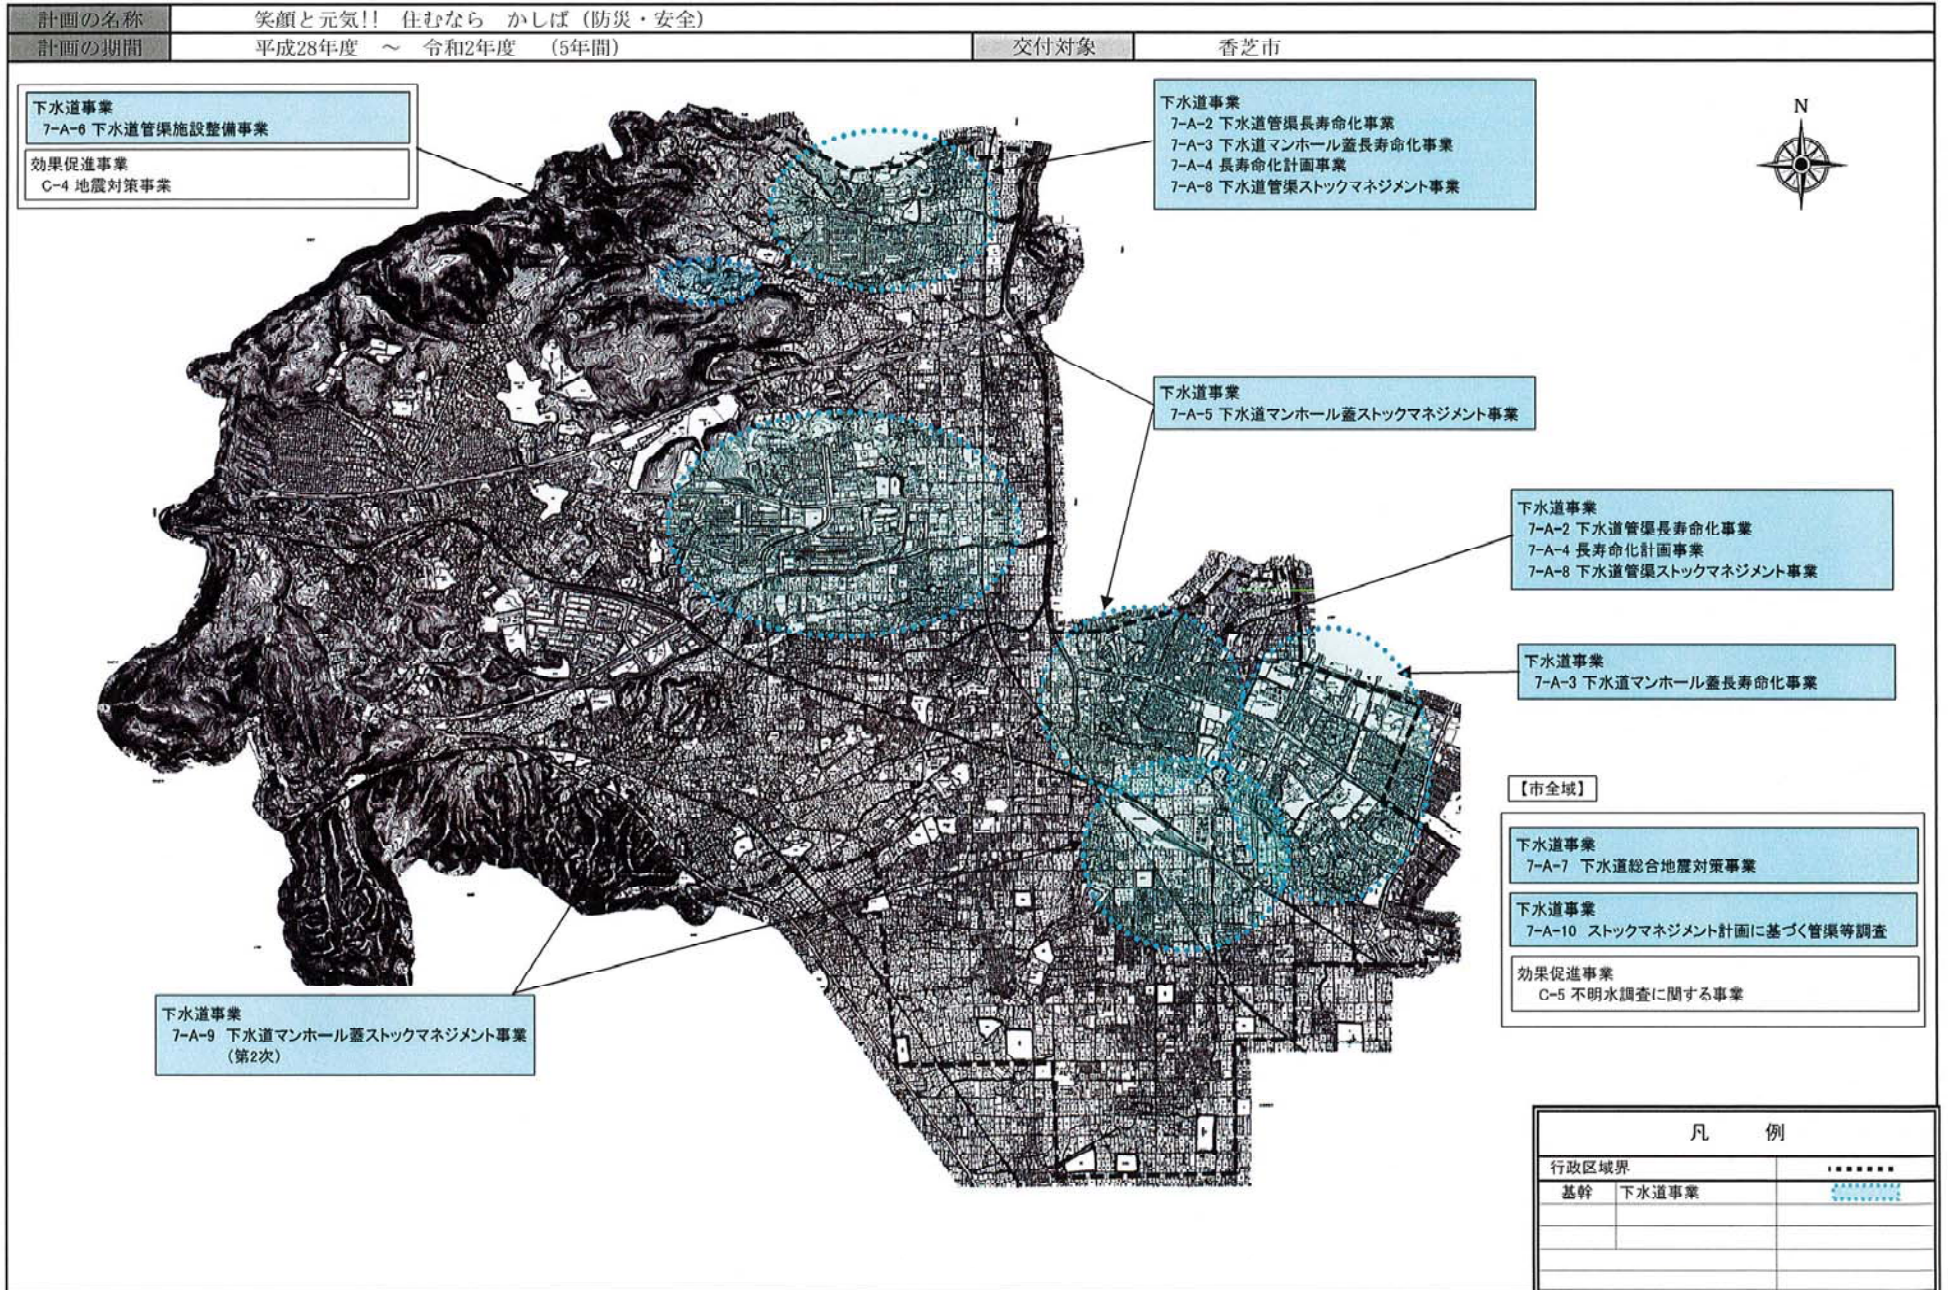 計画の名称 笑顔と元気!! 住むなら かしば（防災・安全）
計画の期間 平成28年度 ～ 令和2年度 （5年間） 交付対象 香芝市
下水道事業
7-A-6 下水道管渠施設整備事業
効果促進事業
C-4 地震対策事業
下水道事業
7-A-2 下水道管渠長寿命化事業
7-A-3 下水道マンホール蓋長寿命化事業
7-A-4 長寿命化計画事業
7-A-8 下水道管渠ストックマネジメント事業
N
下水道事業
7-A-5 下水道マンホール蓋ストックマネジメント事業
下水道事業
7-A-2 下水道管渠長寿命化事業
7-A-4 長寿命化計画事業
7-A-8 下水道管渠ストックマネジメント事業
下水道事業
7-A-3 下水道マンホール蓋長寿命化事業
【市全域】
下水道事業
7-A-7 下水道総合地震対策事業
下水道事業
7-A-10 ストックマネジメント計画に基づく管渠等調査
効果促進事業
C-5 不明水調査に関する事業
下水道事業
7-A-9 下水道マンホール蓋ストックマネジメント事業
（第2次）
凡 例
行政区域界
基幹 下水道事業